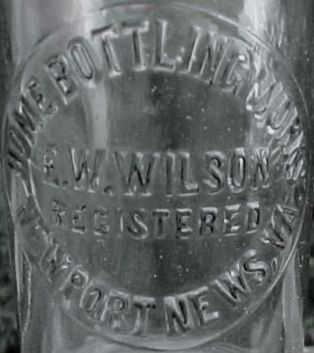 HOME BOTTLING WORKS
E.W. WILSON
REGISTERED
NEWPORT NEWS, VA.